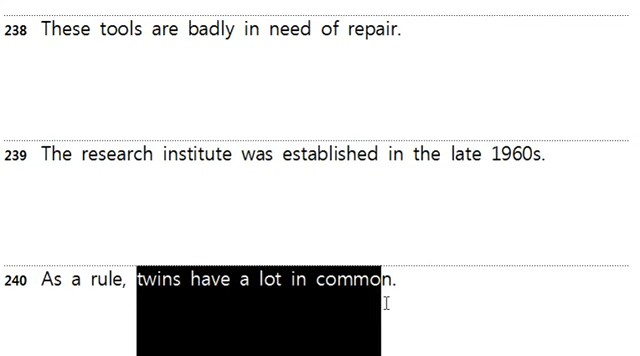 238 These tools are badly in need of repair.
239 The research institute was established in the late 1960s.
240 As a rule, twins have a lot in common.